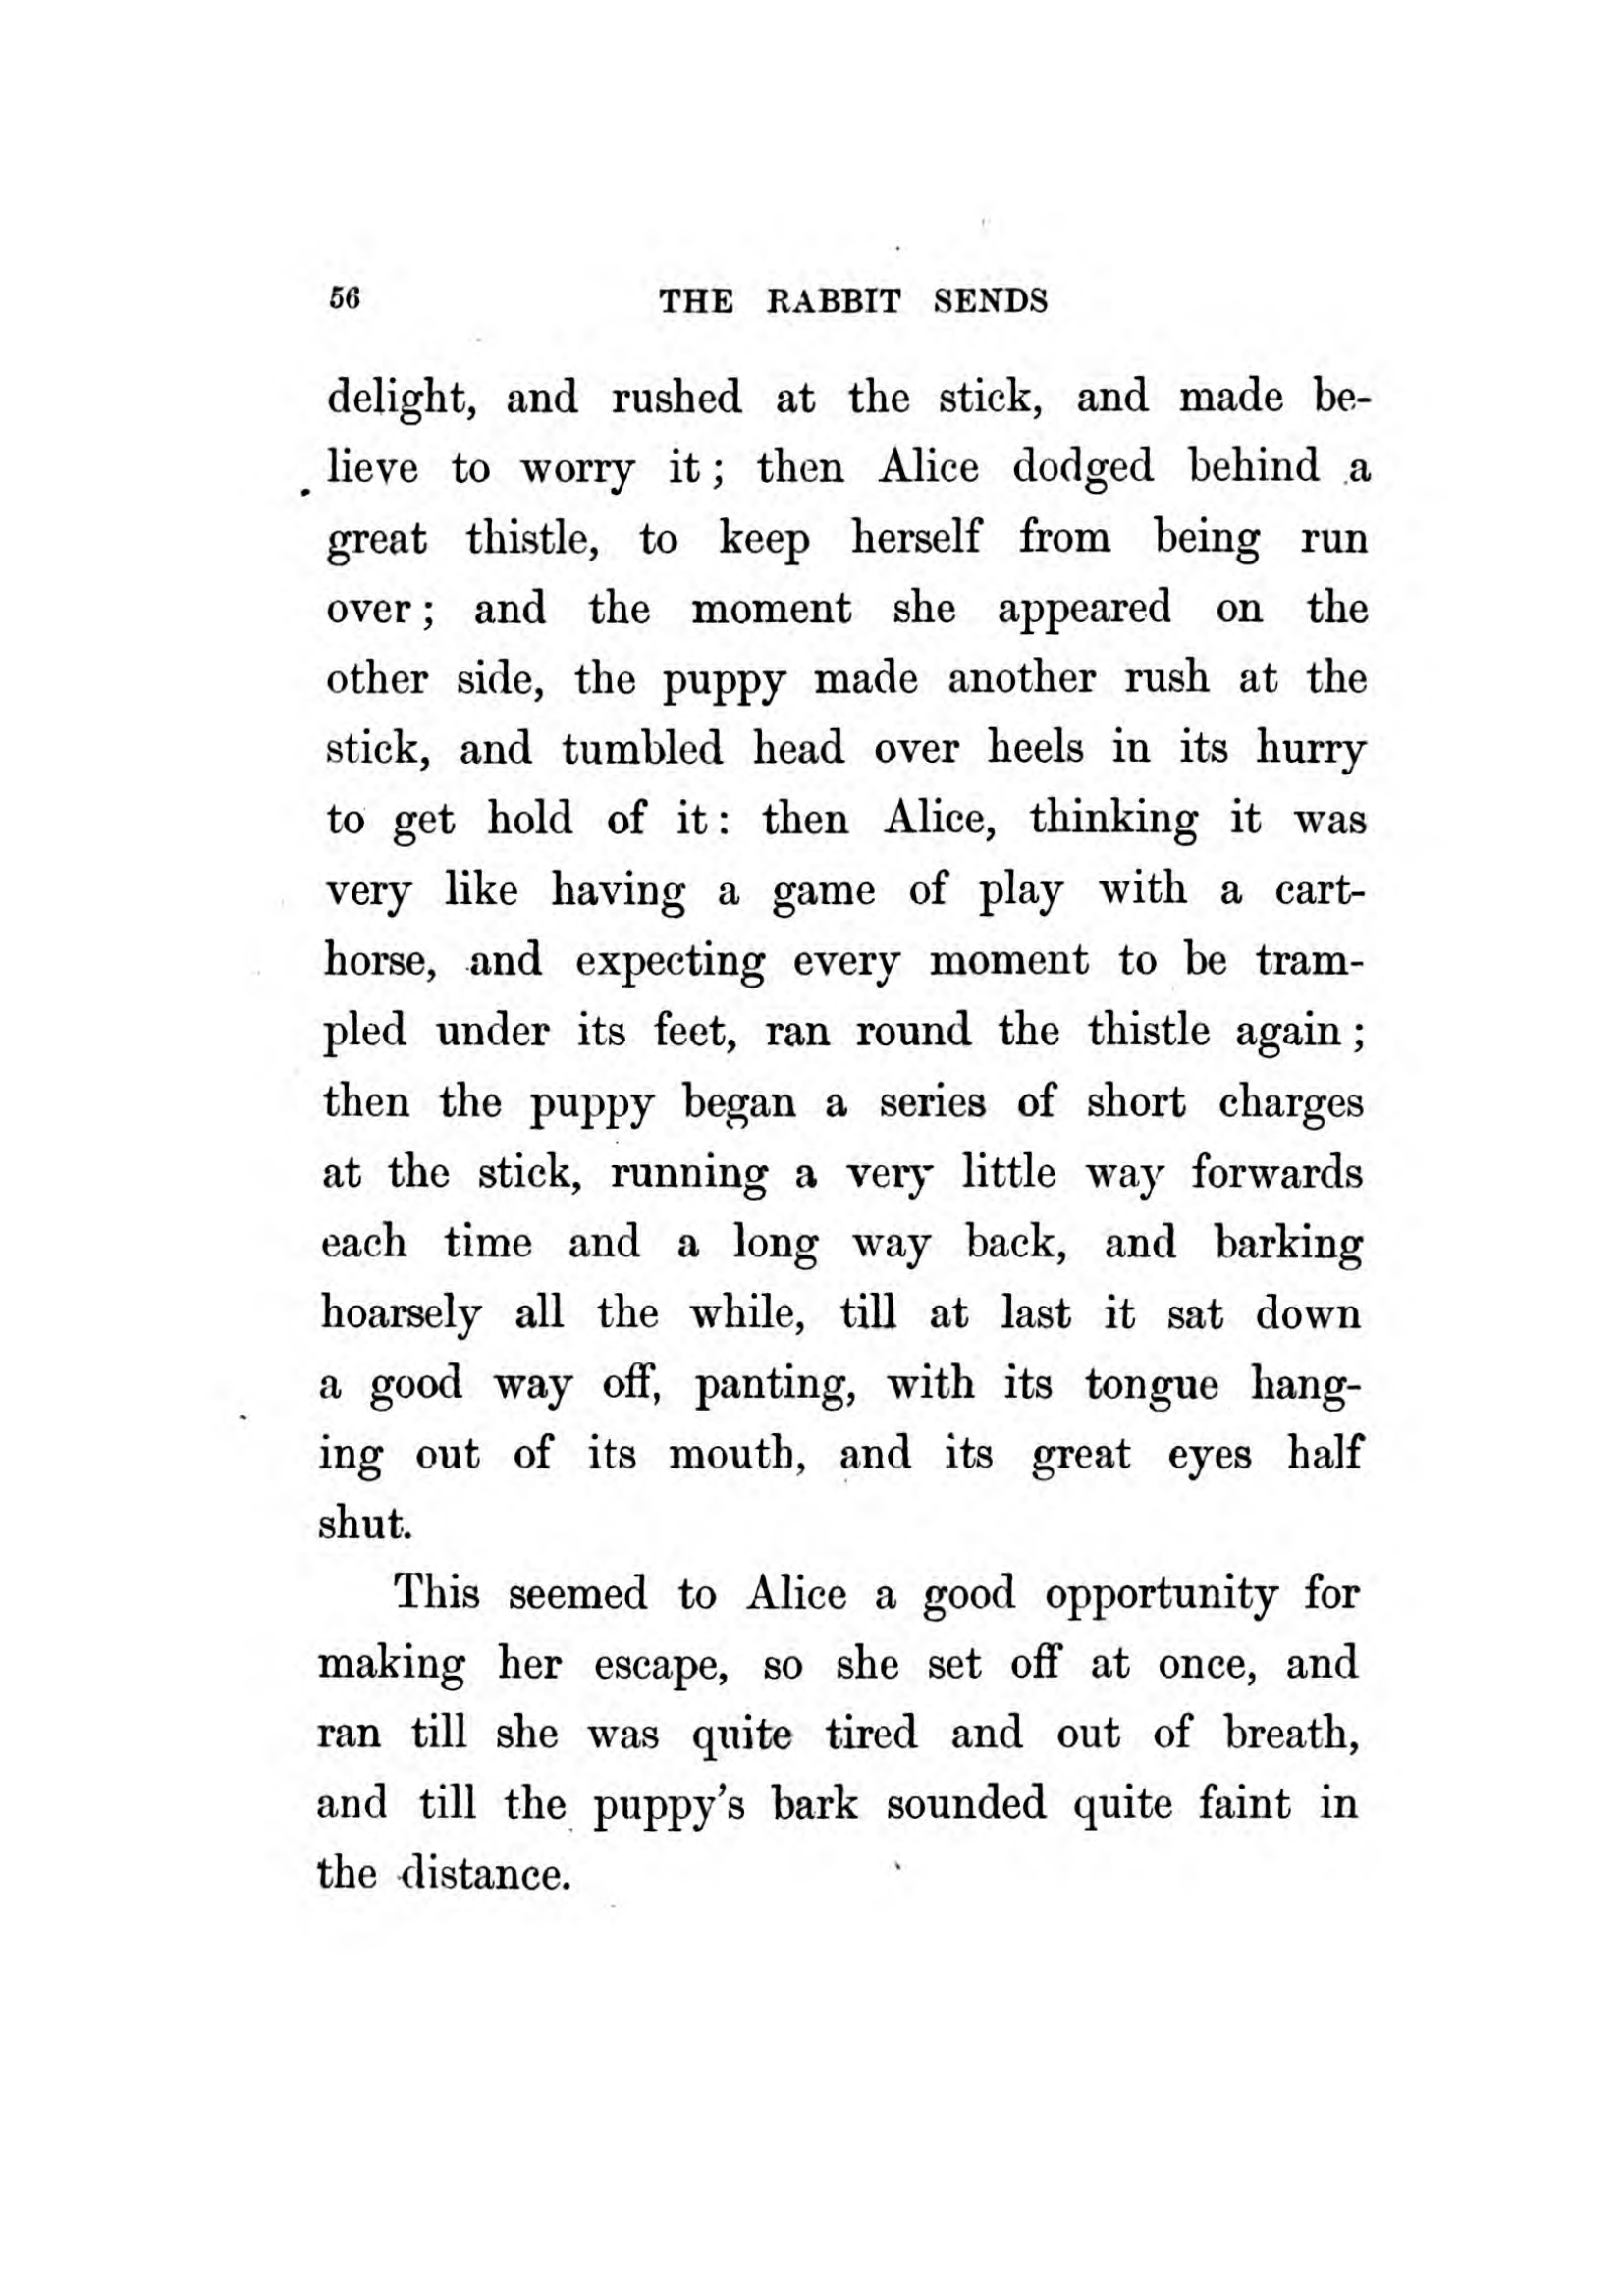 56 THE RABBIT SENDS
delight, and rushed at the stick, and made be-
lieve to worry it; then Alice dodged behind a
great thistle, to keep herself from being run
over; and the moment she appeared on the
other side, the puppy made another rush at the
stick, and tumbled head over heels in its hurry
to get hold of it: then Alice, thinking it was
very like having a game of play with a cart-
horse, and expecting every moment to be tram-
pled under its feet, ran round the thistle again;
then the puppy began a series of short charges
at the stick, running a very little way forwards
each time and a long way back, and barking
hoarsely all the while, till at last it sat down
a good way off, panting, with its tongue hang-
ing out of its mouth, and its great eyes half
shut.
This seemed to Alice a good opportunity for
making her escape, so she set off at once, and
ran till she was quite tired and out of breath,
and till the puppy's bark sounded quite faint in
the distance.